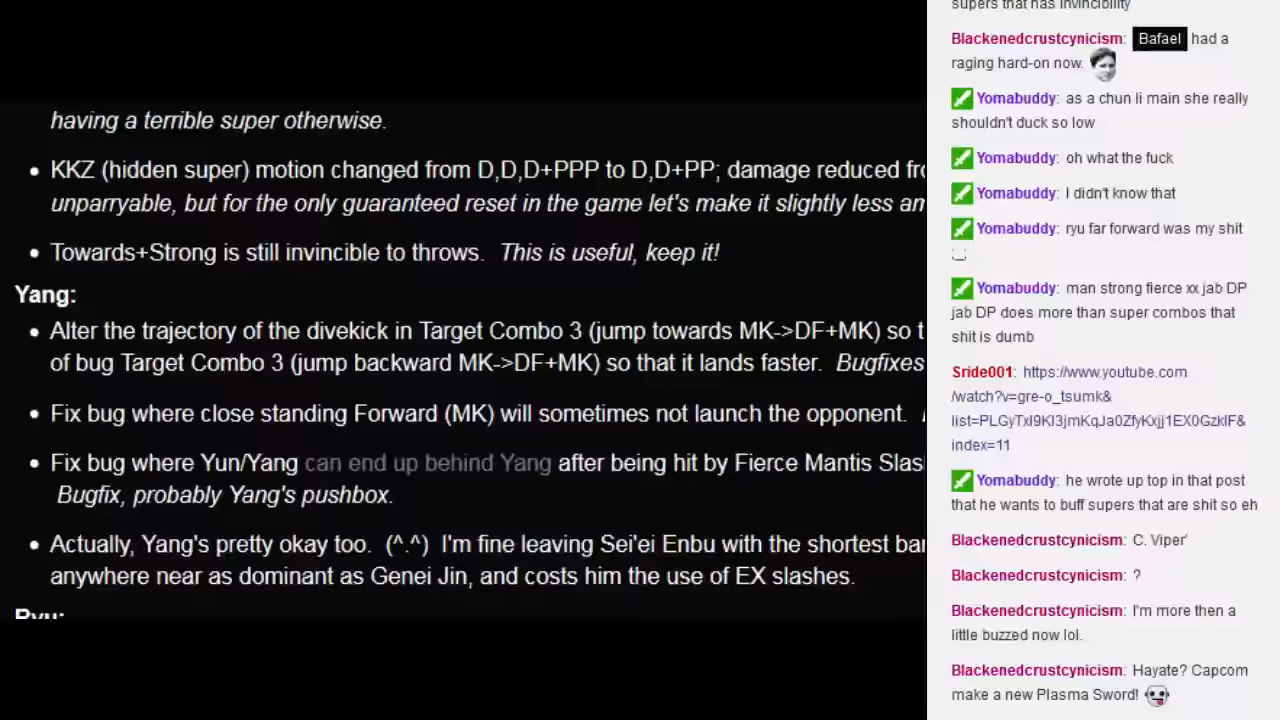 having a terrible super otherwise.
• KKZ (hidden super) motion changed from D,D,D+PPP to D,D+PP; damage reduced fro
unparryable, but for the only guaranteed reset in the game let's make it slightly less am
• Towards+Strong is still invincible to throws. This is useful, keep it!
Yang:
• Alter the trajectory of the divekick in Target Combo 3 (jump towards MK->DF+MK) so t
of bug Target Combo 3 (jump backward MK->DF+MK) so that it lands faster. Bugfixes
• Fix bug where close standing Forward (MK) will sometimes not launch the opponent.
• Fix bug where Yun/Yang can end up behind Yang after being hit by Fierce Mantis Slas
Bugfix, probably Yang's pushbox.
• Actually, Yang's pretty okay too. (^.^) I'm fine leaving Sei'ei Enbu with the shortest bar
anywhere near as dominant as Genei Jin, and costs him the use of EX slashes.
Ryu:
supers that has invincibility
Blackenedcrustcynicism: Bafael had a
raging hard-on now.
Yomabuddy: as a chun li main she really
shouldn't duck so low
Yomabuddy: oh what the fuck
Yomabuddy: I didn't know that
Yomabuddy: ryu far forward was my shit
;_;
Yomabuddy: man strong fierce xx jab DP
jab DP does more than super combos that
shit is dumb
Sride001: https://www.youtube.com
/watch?v=gre-o_tsumk&
list=PLGyTxI9KI3jmKqJa0ZfyKxjj1EX0GzkIF&
index=11
Yomabuddy: he wrote up top in that post
that he wants to buff supers that are shit so eh
Blackenedcrustcynicism: C. Viper'
Blackenedcrustcynicism: ?
Blackenedcrustcynicism: I'm more then a
little buzzed now lol.
Blackenedcrustcynicism: Hayate? Capcom
make a new Plasma Sword!